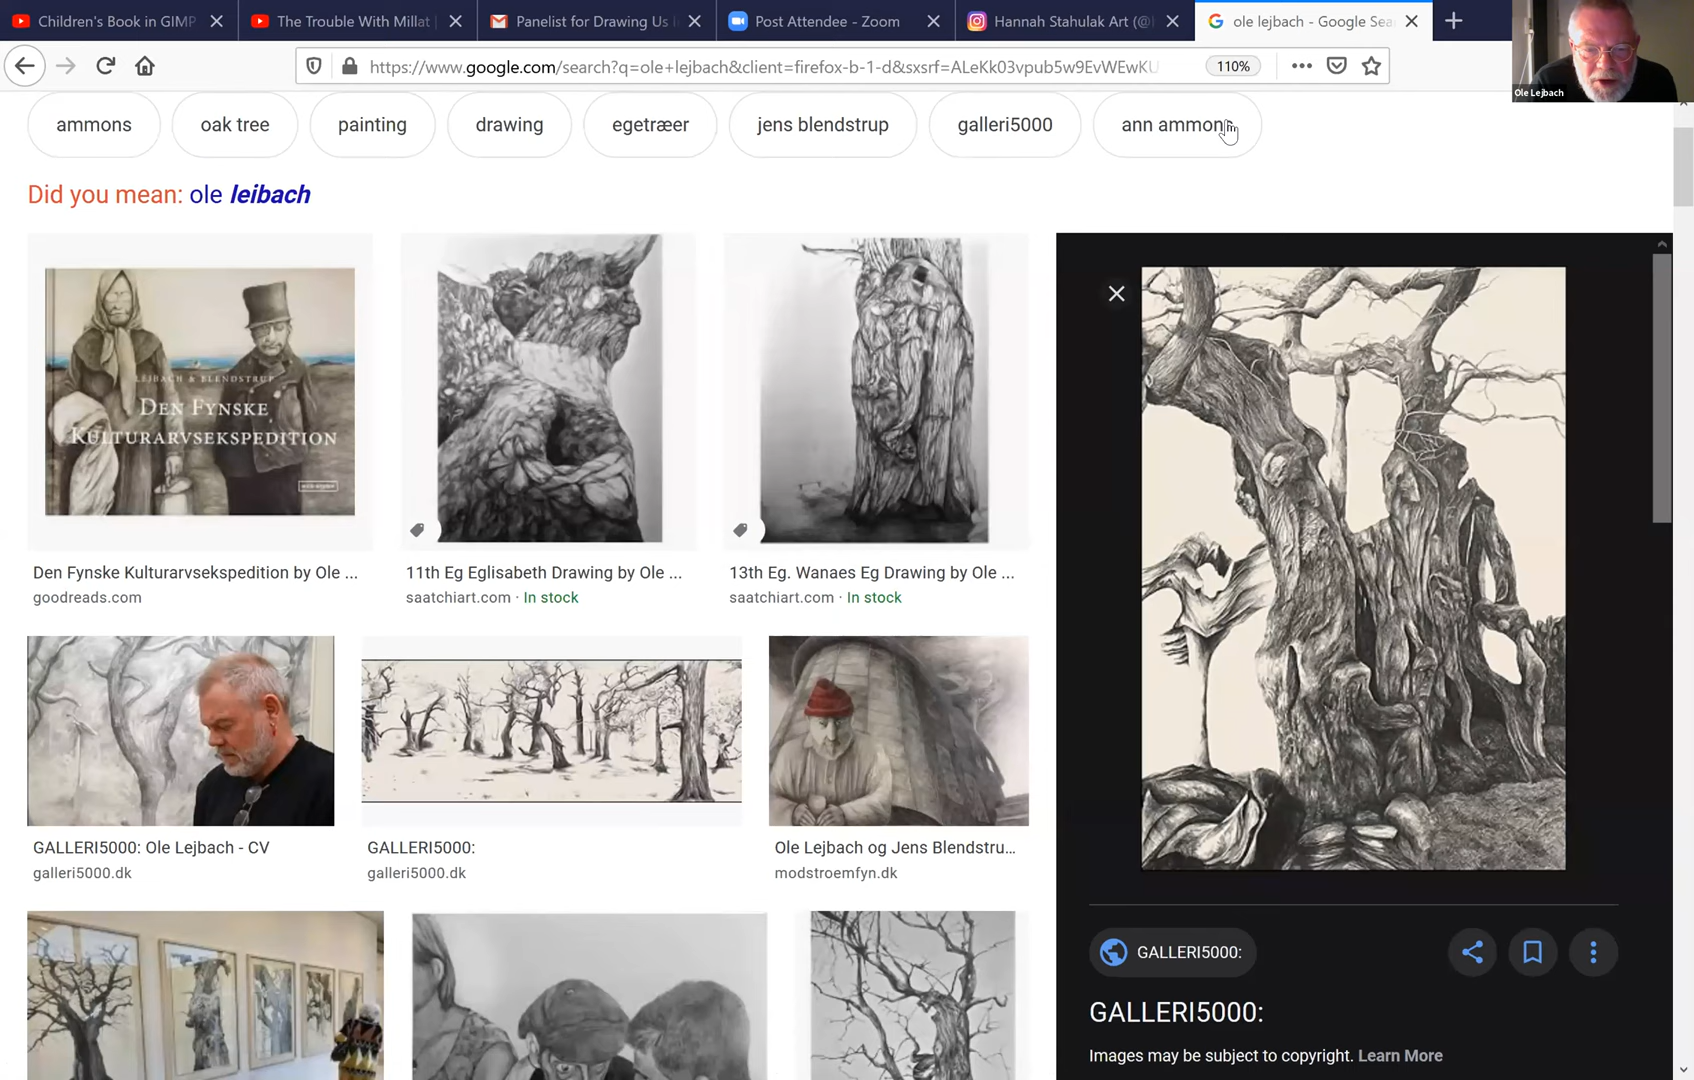 Children's Book in GIMP
The Trouble With Millat
Panelist for Drawing Us
Post Attendee - Zoom
Hannah Stahulak Art (@
ole lejbach - Google Sea
https://www.google.com/search?q=ole+lejbach&client=firefox-b-1-d&sxsrf=ALeKk03vpub5w9EvWEwKU
110%
Ole Lejbach
ammons
oak tree
painting
drawing
egetræer
jens blendstrup
galleri5000
ann ammons
Did you mean: ole leibach
LEJBACH & BLENDSTRUP
DEN FYNSKE
KULTURARVSEKSPEDITION
Den Fynske Kulturarvsekspedition by Ole ...
goodreads.com
11th Eg Eglisabeth Drawing by Ole ...
saatchiart.com · In stock
13th Eg. Wanaes Eg Drawing by Ole ...
saatchiart.com · In stock
GALLERI5000: Ole Lejbach - CV
galleri5000.dk
GALLERI5000:
galleri5000.dk
Ole Lejbach og Jens Blendstru...
modstroemfyn.dk
GALLERI5000:
GALLERI5000:
Images may be subject to copyright. Learn More